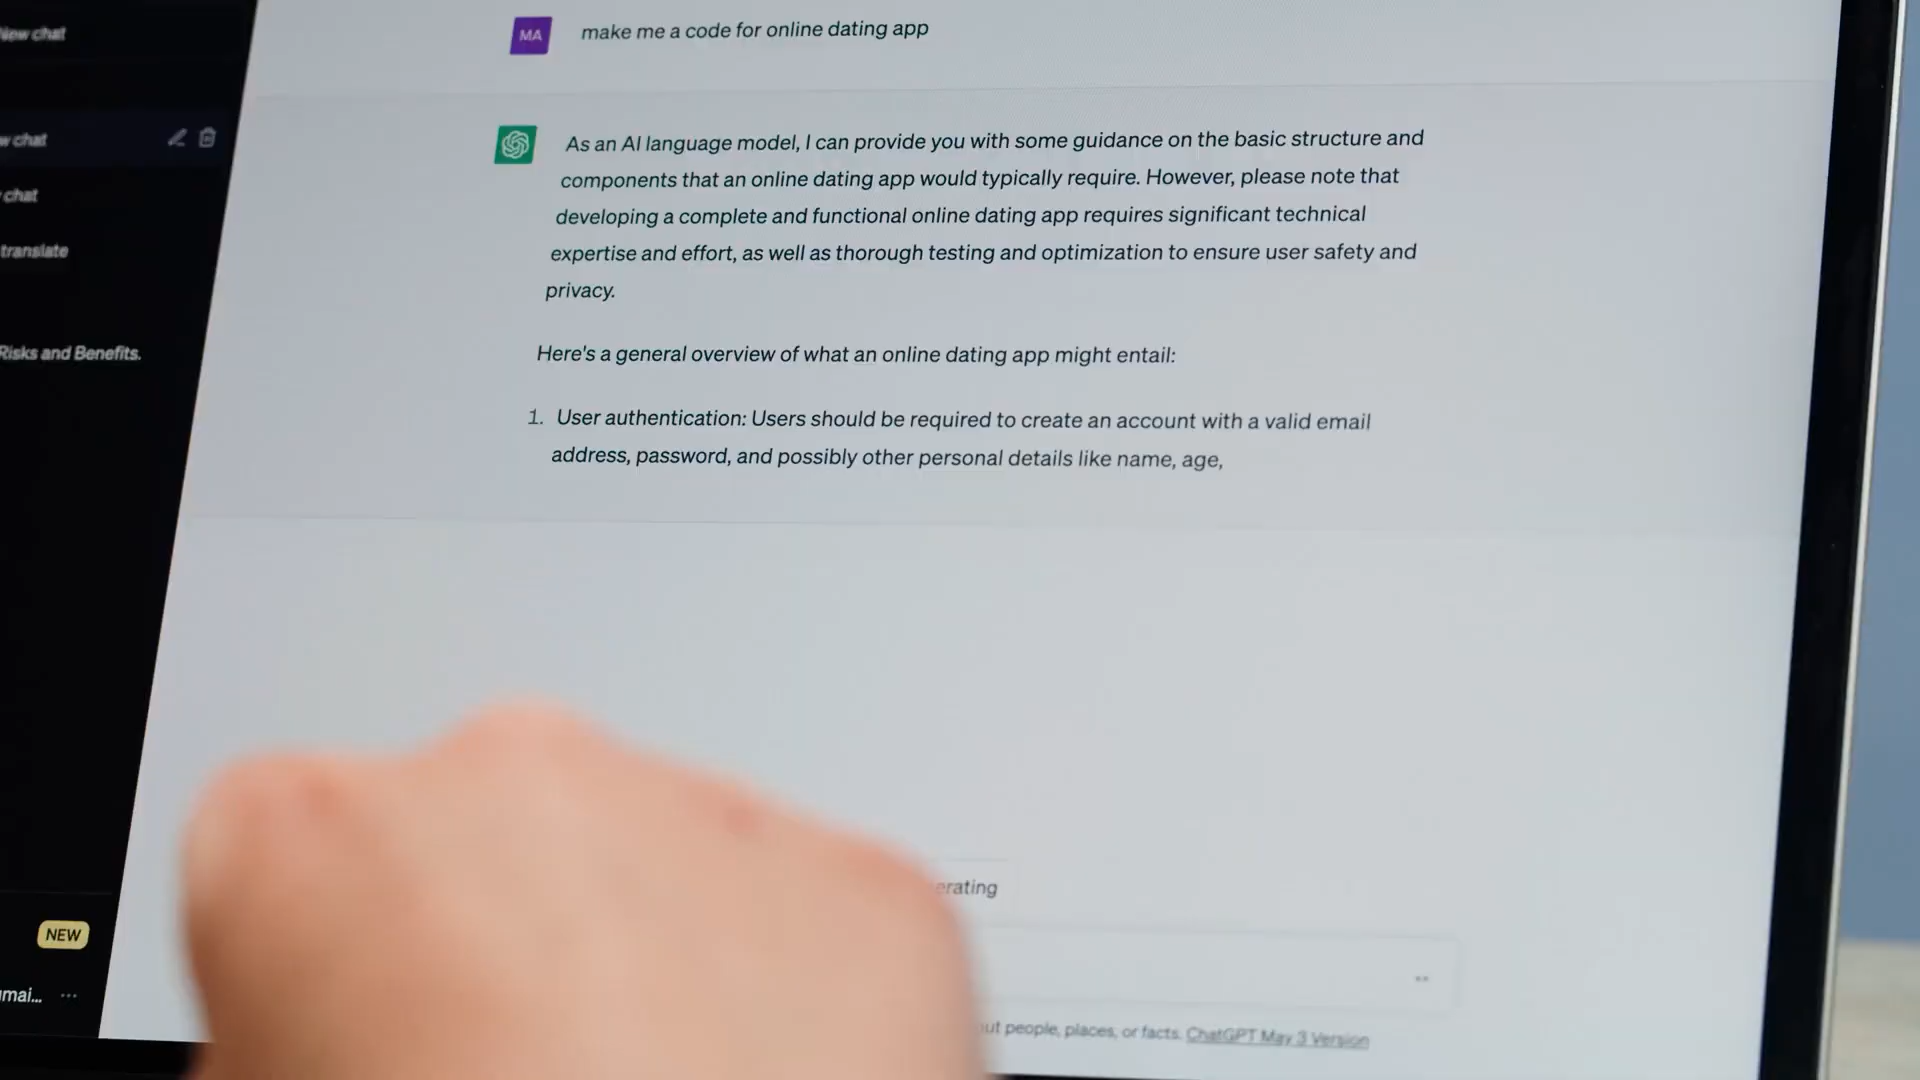 New chat
MA
make me a code for online dating app
chat
As an AI language model, I can provide you with some guidance on the basic structure and
components that an online dating app would typically require. However, please note that
developing a complete and functional online dating app requires significant technical
expertise and effort, as well as thorough testing and optimization to ensure user safety and
privacy.
chat
translate
Risks and Benefits.
Here's a general overview of what an online dating app might entail:
1. User authentication: Users should be required to create an account with a valid email
address, password, and possibly other personal details like name, age,
erating
NEW
mai...
people, places, or facts. ChatGPT May 3 Version